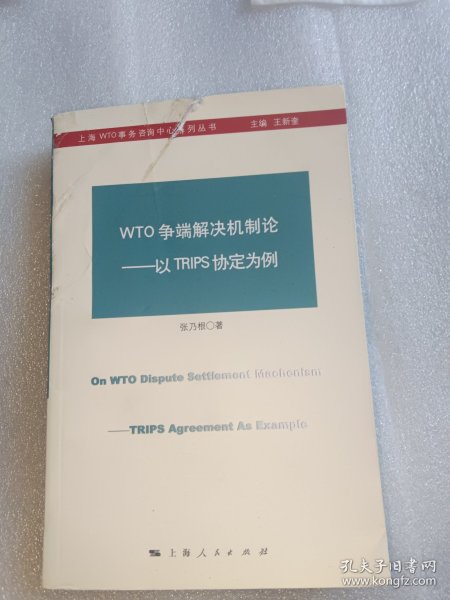 上海WTO事务咨询中心系列丛书 主编 王新奎
WTO争端解决机制论
——以TRIPS协定为例
张乃根○著
On WTO Dispute Settlement Mechanism
——TRIPS Agreement As Example
上海人民出版社
孔夫子旧书网
www.kongfz.com